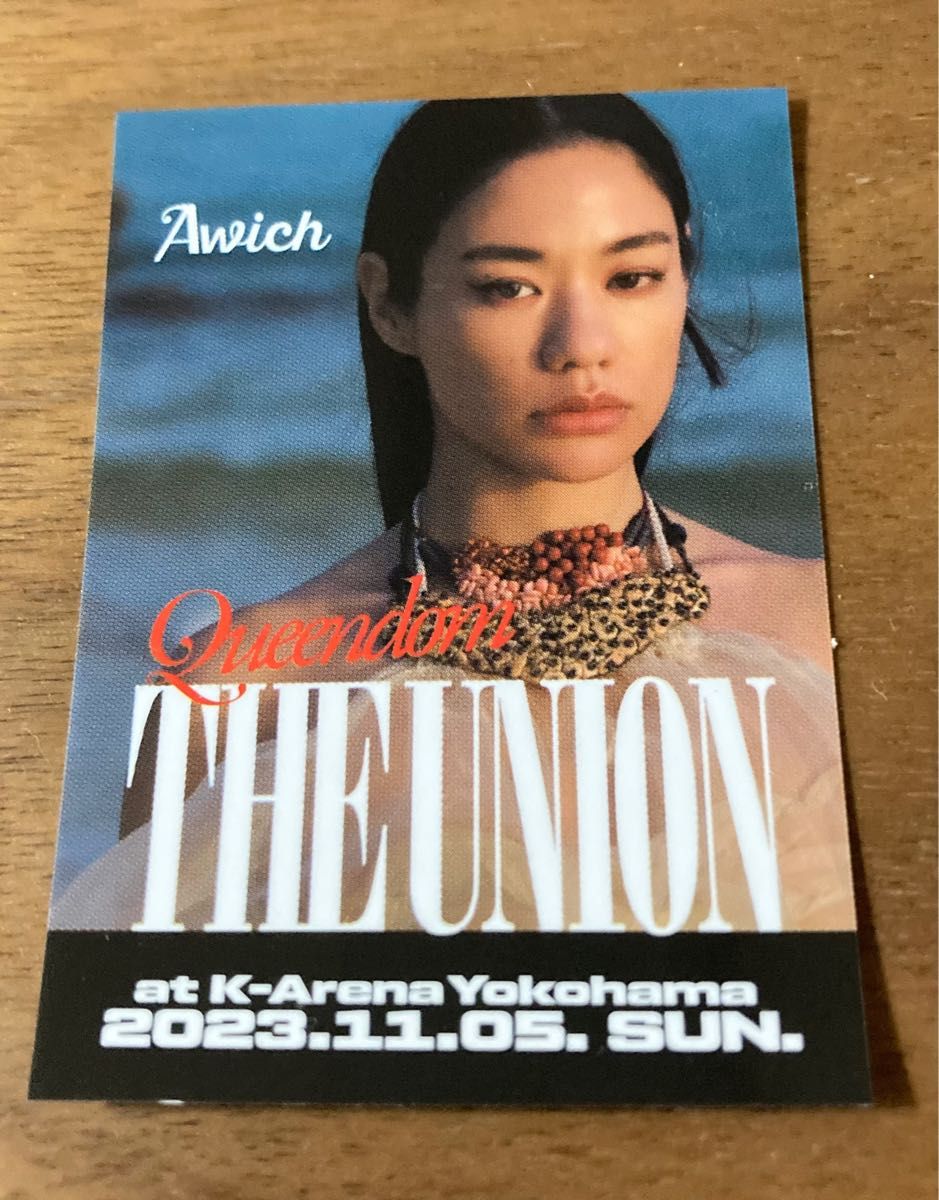 Awich
Queendom
THE UNION
at K-Arena Yokohama
2023.11.05. SUN.